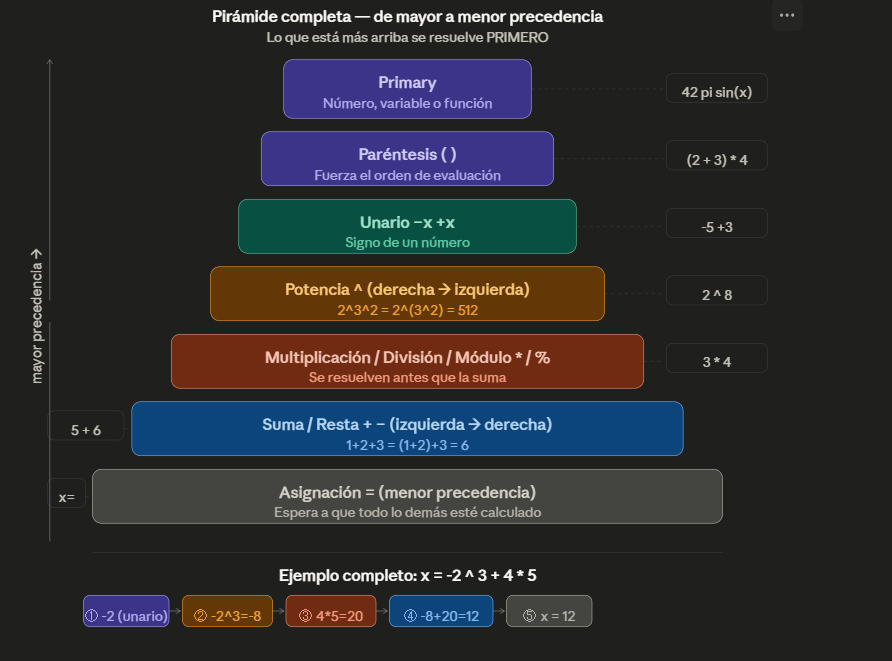 Pirámide completa — de mayor a menor precedencia
Lo que está más arriba se resuelve PRIMERO
Primary
Número, variable o función
42 pi sin(x)
Paréntesis ( )
Fuerza el orden de evaluación
(2 + 3) * 4
Unario −x +x
Signo de un número
-5 +3
mayor precedencia →
Potencia ^ (derecha → izquierda)
2^3^2 = 2^(3^2) = 512
2 ^ 8
Multiplicación / División / Módulo * / %
Se resuelven antes que la suma
3 * 4
5 + 6
Suma / Resta + − (izquierda → derecha)
1+2+3 = (1+2)+3 = 6
x=
Asignación = (menor precedencia)
Espera a que todo lo demás esté calculado
Ejemplo completo: x = -2 ^ 3 + 4 * 5
① -2 (unario)
② -2^3=-8
③ 4*5=20
④ -8+20=12
⑤ x = 12